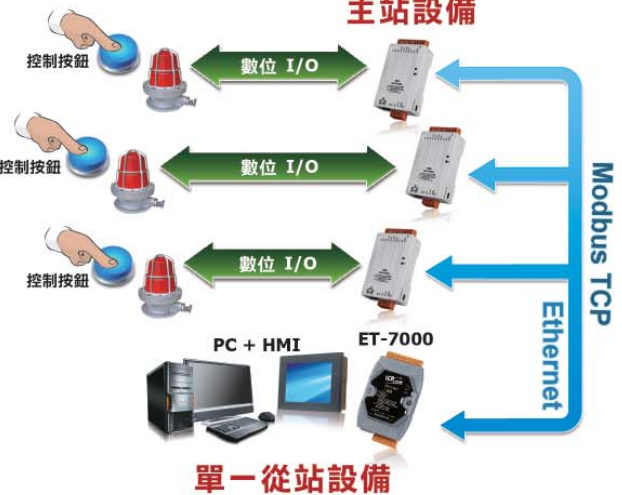 主站設備
控制按鈕
數位 I/O
控制按鈕
數位 I/O
控制按鈕
數位 I/O
Modbus TCP
Ethernet
PC + HMI
ET-7000
單一從站設備